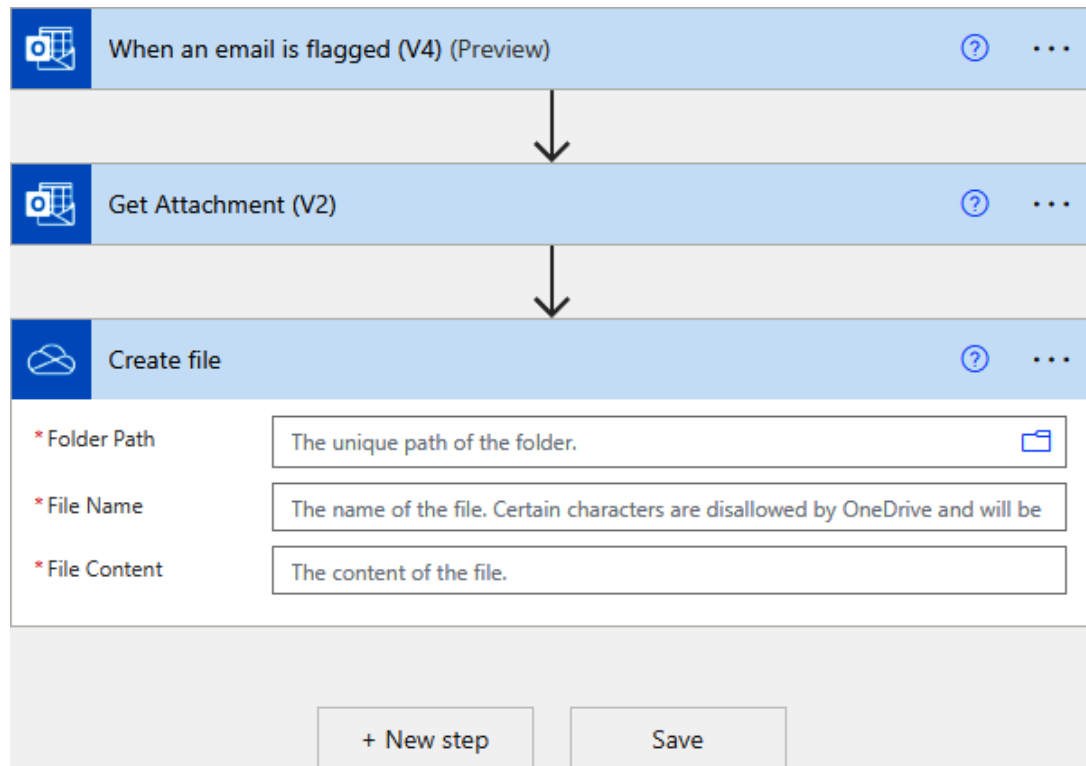 When an email is flagged (V4) (Preview)
Get Attachment (V2)
Create file
* Folder Path The unique path of the folder.
* File Name The name of the file. Certain characters are disallowed by OneDrive and will be
* File Content The content of the file.
+ New step Save